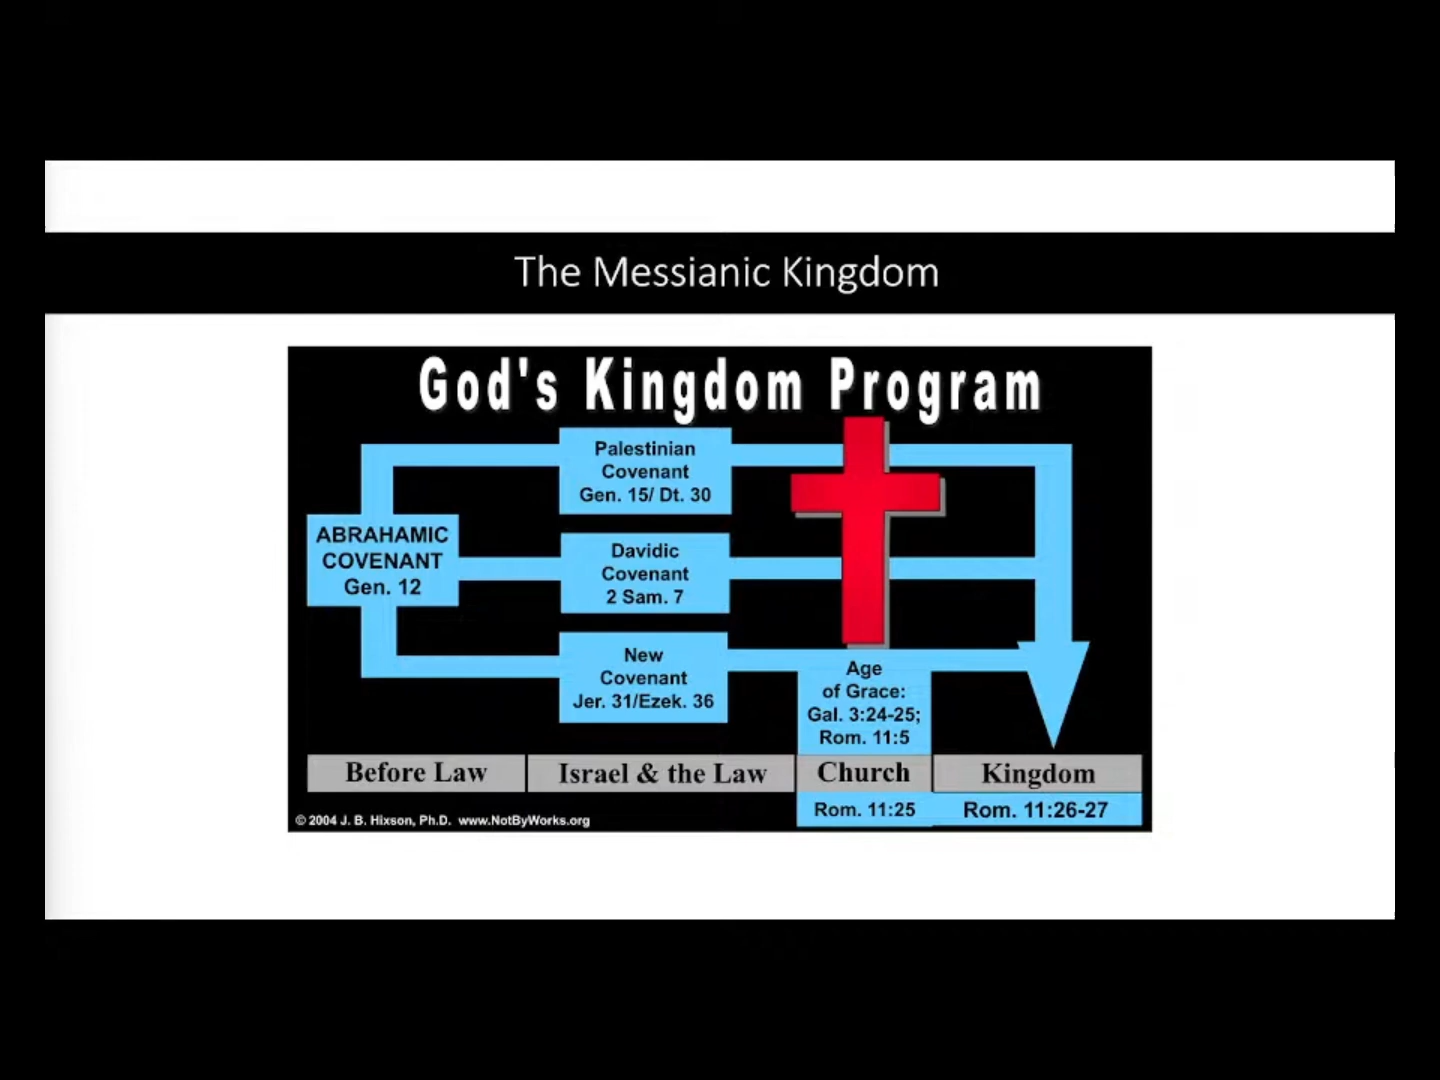 The Messianic Kingdom
God's Kingdom Program
Palestinian
Covenant
Gen. 15/ Dt. 30
ABRAHAMIC
COVENANT
Gen. 12
Davidic
Covenant
2 Sam. 7
New
Covenant
Jer. 31/Ezek. 36
Age
of Grace:
Gal. 3:24-25;
Rom. 11:5
Before Law
Israel & the Law
Church
Kingdom
Rom. 11:25
Rom. 11:26-27
© 2004 J. B. Hixson, Ph.D. www.NotByWorks.org